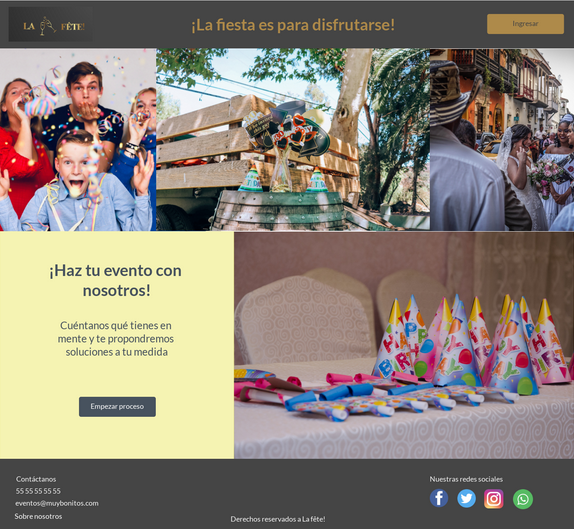 LA FÊTE
¡La fiesta es para disfrutarse!
Ingresar
¡Haz tu evento con
nosotros!
Cuéntanos qué tienes en
mente y te propondremos
soluciones a tu medida
Empezar proceso
Contáctanos
55 55 55 55 55
eventos@muybonitos.com
Sobre nosotros
Nuestras redes sociales
Derechos reservados a La fête!